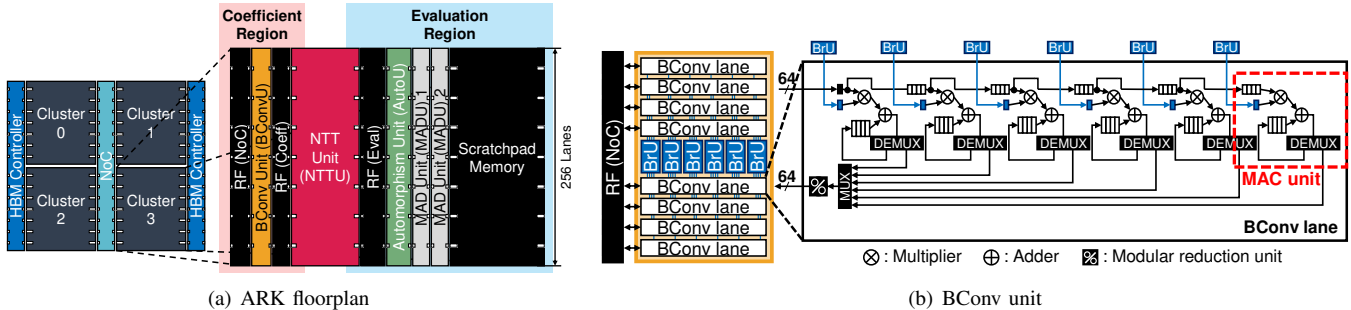 Coefficient
Region
Evaluation
Region
HBM Controller
Cluster
0
Cluster
1
NoC
Cluster
2
Cluster
3
HBM Controller
RF (NoC)
BConv Unit (BConvU)
RF (Coeff)
NTT
Unit
(NTTU)
RF (Eval)
Automorphism Unit (AutoU)
MAD Unit (MADU) 1
MAD Unit (MADU) 2
Scratchpad
Memory
256 Lanes
(a) ARK floorplan
RF (NoC)
BConv lane
BConv lane
BConv lane
BConv lane
BrU
BrU
BrU
BrU
BrU
BrU
BConv lane
BConv lane
BConv lane
BConv lane
BrU
BrU
BrU
BrU
BrU
BrU
64
DEMUX
DEMUX
DEMUX
DEMUX
DEMUX
DEMUX
MAC unit
64
%
MUX
BConv lane
: Multiplier
: Adder
% : Modular reduction unit
(b) BConv unit